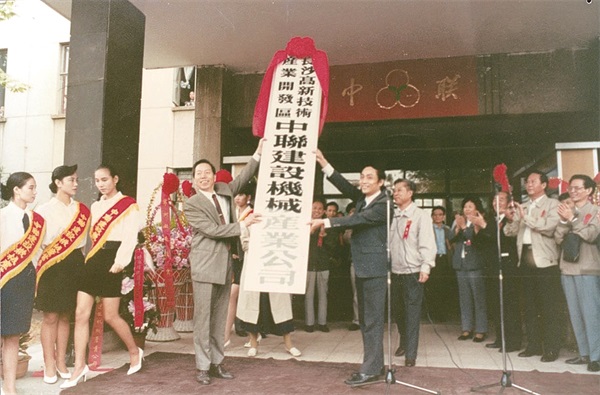 中聯
長沙高新技術
產業開發區
中聯建設機械產業公司